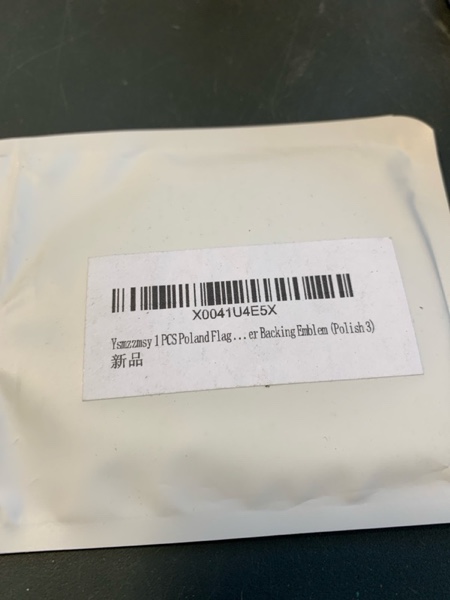 X0041U4E5X
Ysmzzmsy 1 PCS Poland Flag...er Backing Emblem (Polish 3)
新品